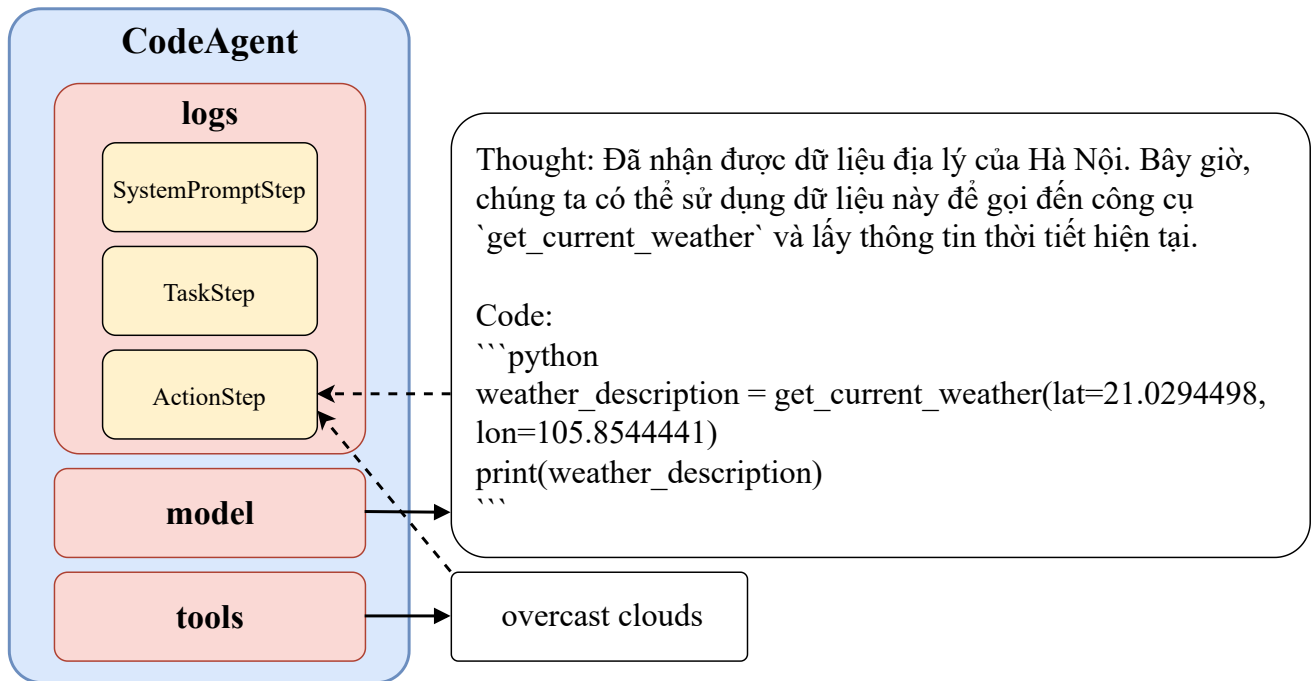 CodeAgent
logs
SystemPromptStep
TaskStep
ActionStep
model
tools
Thought: Đã nhận được dữ liệu địa lý của Hà Nội. Bây giờ,
chúng ta có thể sử dụng dữ liệu này để gọi đến công cụ
`get_current_weather` và lấy thông tin thời tiết hiện tại.
Code:
```python
weather_description = get_current_weather(lat=21.0294498,
lon=105.8544441)
print(weather_description)
```
overcast clouds